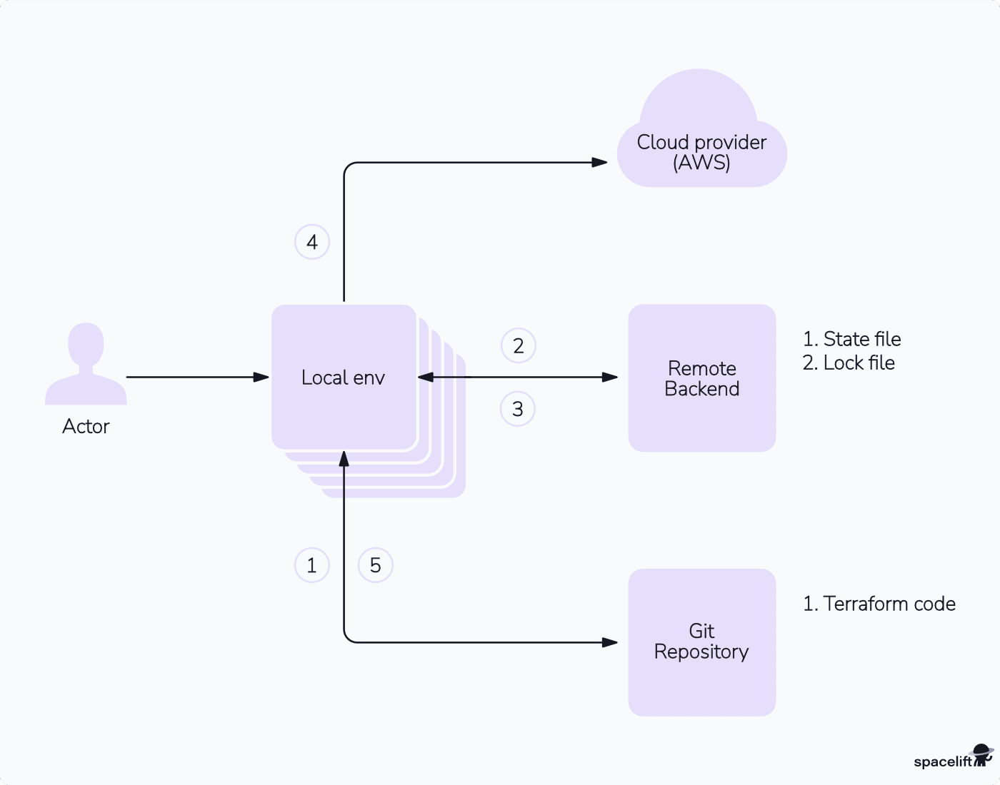 Cloud provider
(AWS)
4
Actor
Local env
2
3
Remote
Backend
1. State file
2. Lock file
1
5
Git
Repository
1. Terraform code
spacelift